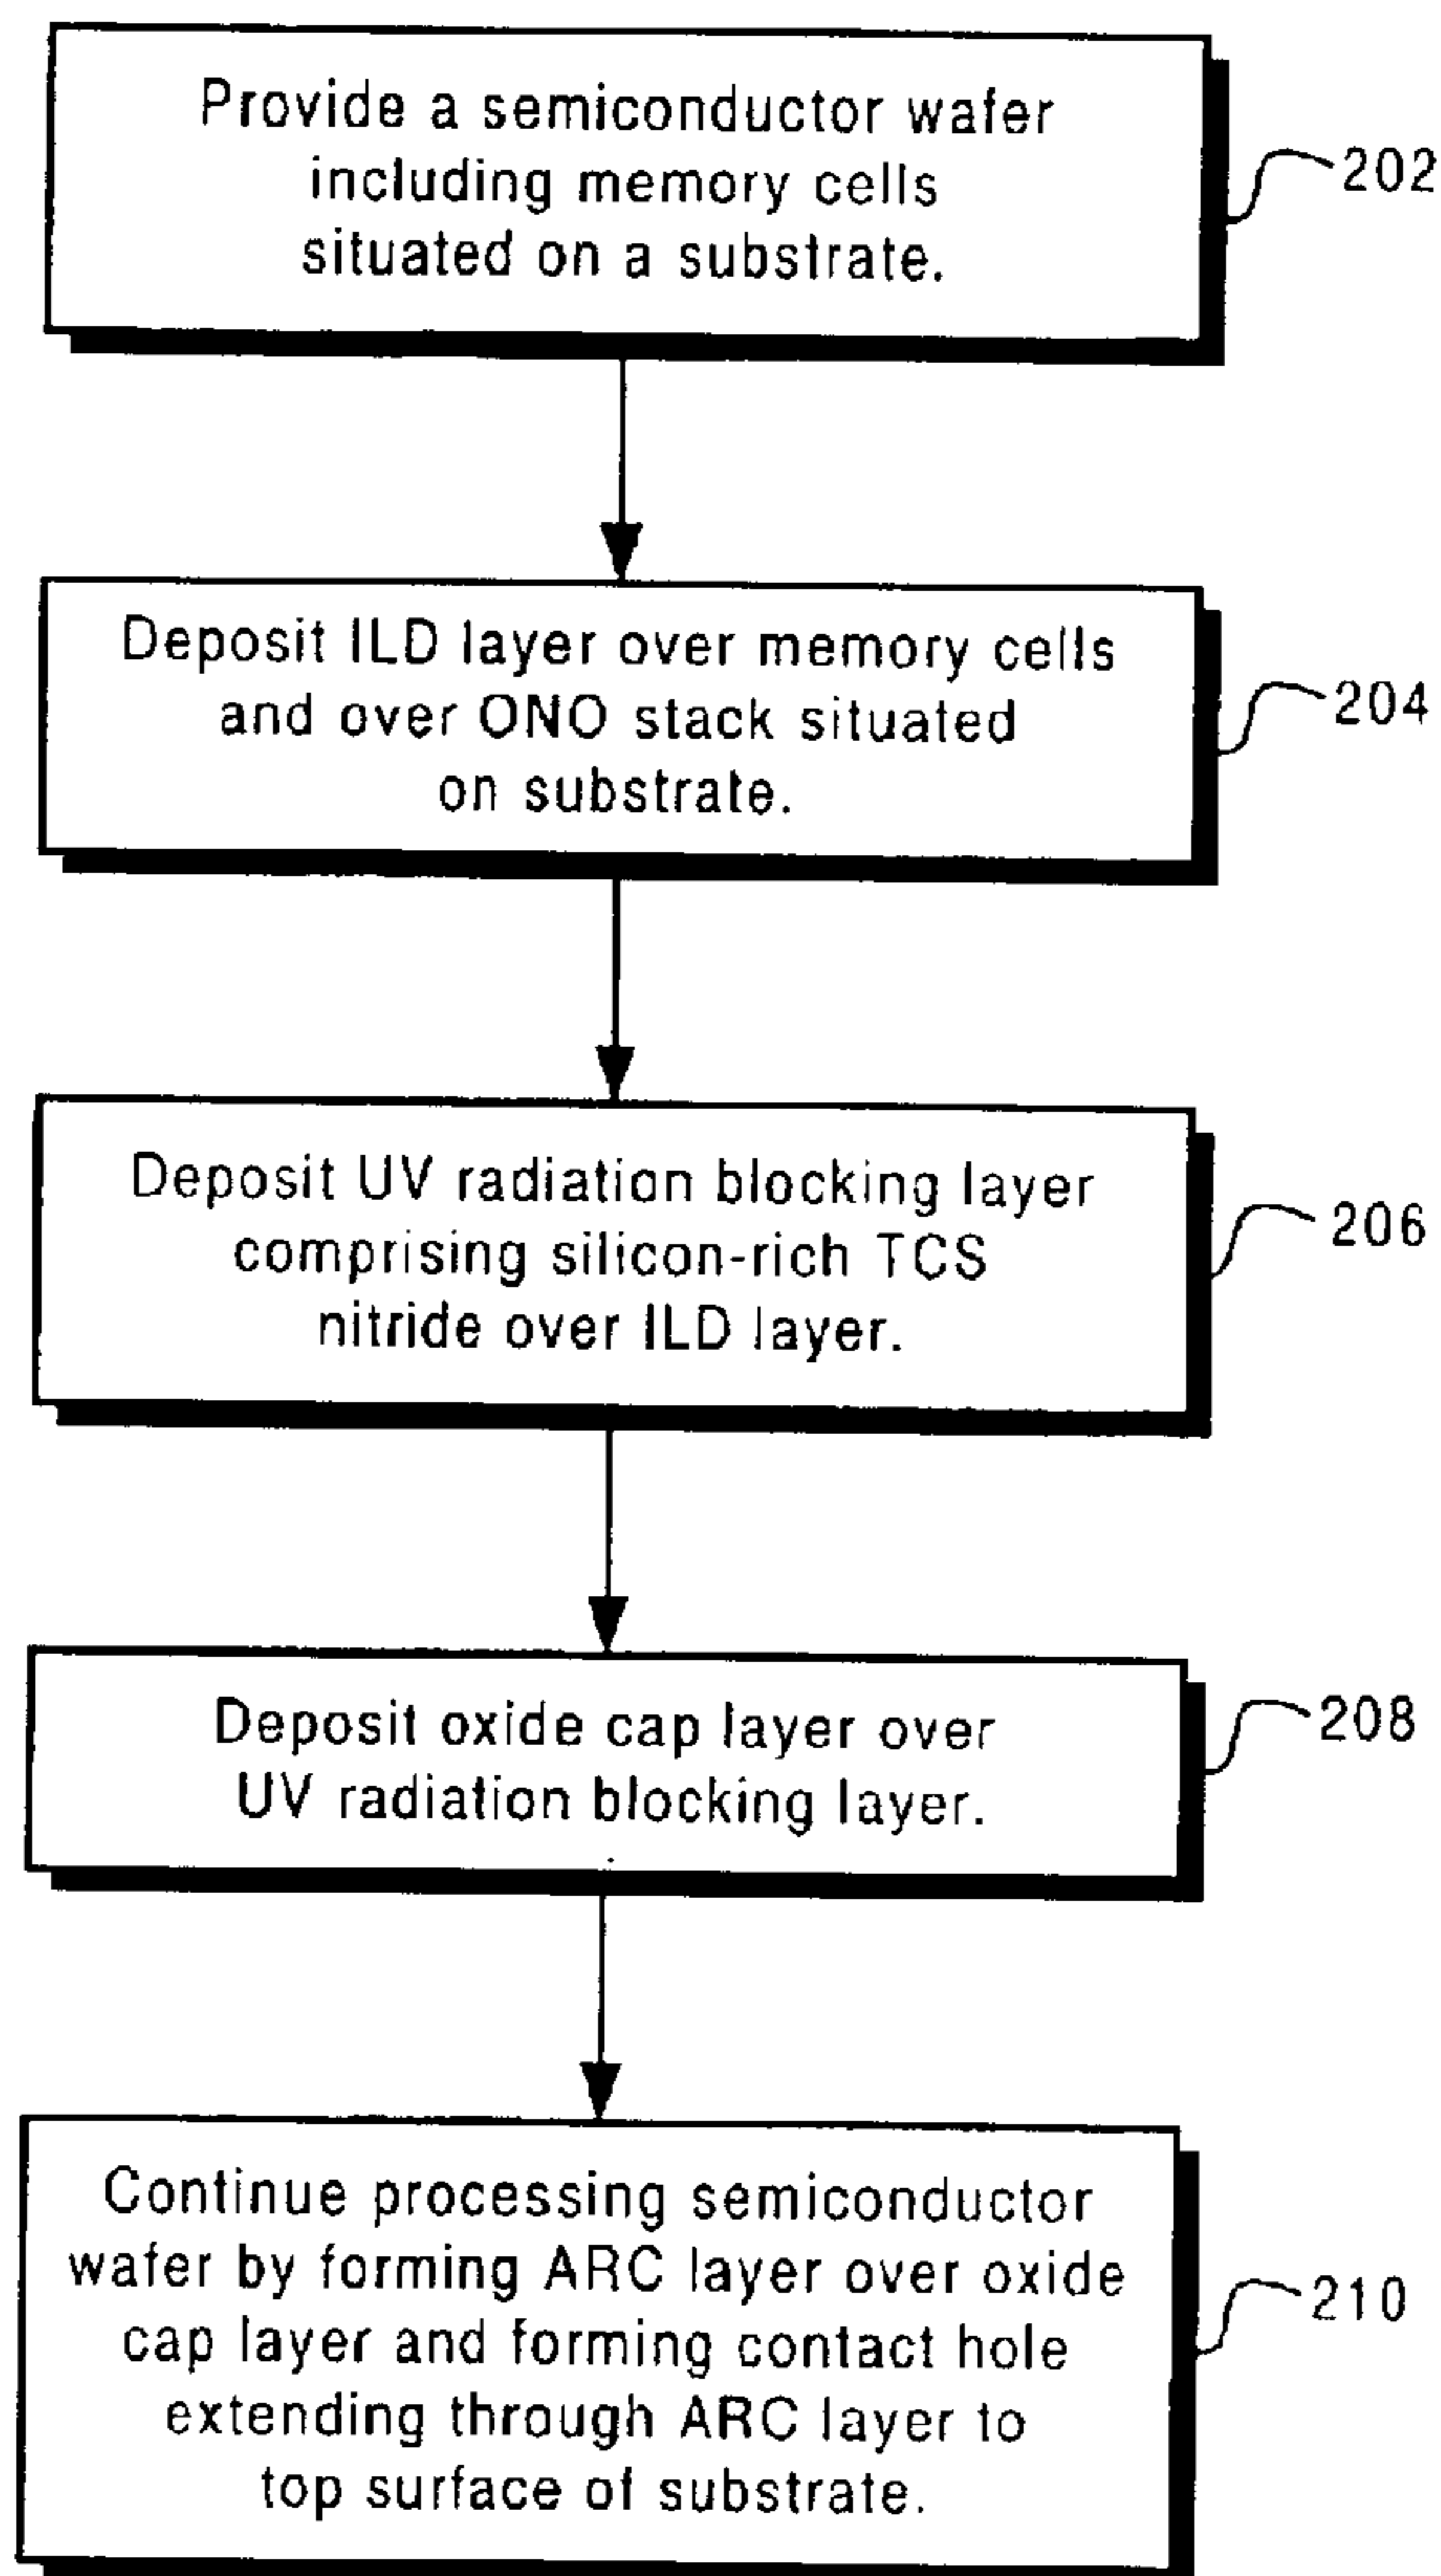 Provide a semiconductor wafer
including memory cells
situated on a substrate.
202
Deposit ILD layer over memory cells
and over ONO stack situated
on substrate.
204
Deposit UV radiation blocking layer
comprising silicon-rich TCS
nitride over ILD layer.
206
Deposit oxide cap layer over
UV radiation blocking layer.
208
Continue processing semiconductor
wafer by forming ARC layer over oxide
cap layer and forming contact hole
extending through ARC layer to
top surface of substrate.
210